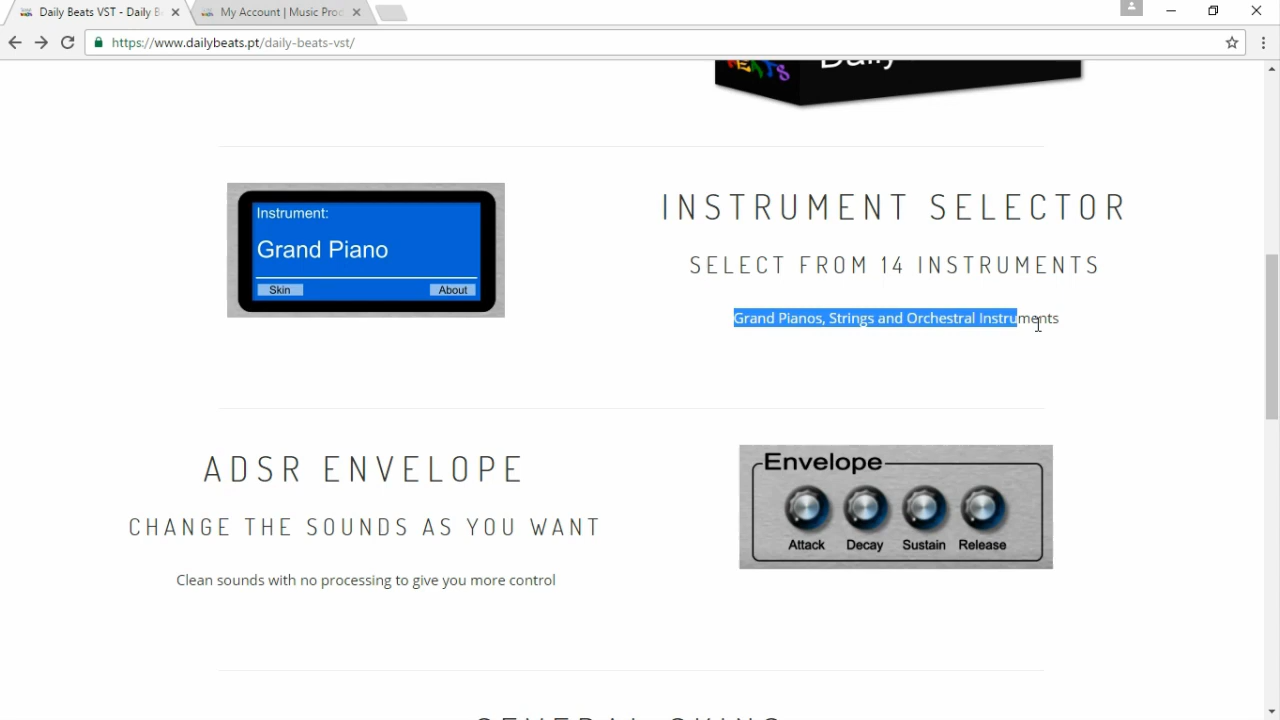 Daily Beats VST - Daily B
My Account | Music Proc
https://www.dailybeats.pt/daily-beats-vst/
Daily
Instrument:
Grand Piano
Skin
About
INSTRUMENT SELECTOR
SELECT FROM 14 INSTRUMENTS
Grand Pianos, Strings and Orchestral Instruments
ADSR ENVELOPE
CHANGE THE SOUNDS AS YOU WANT
Clean sounds with no processing to give you more control
Envelope
Attack Decay Sustain Release